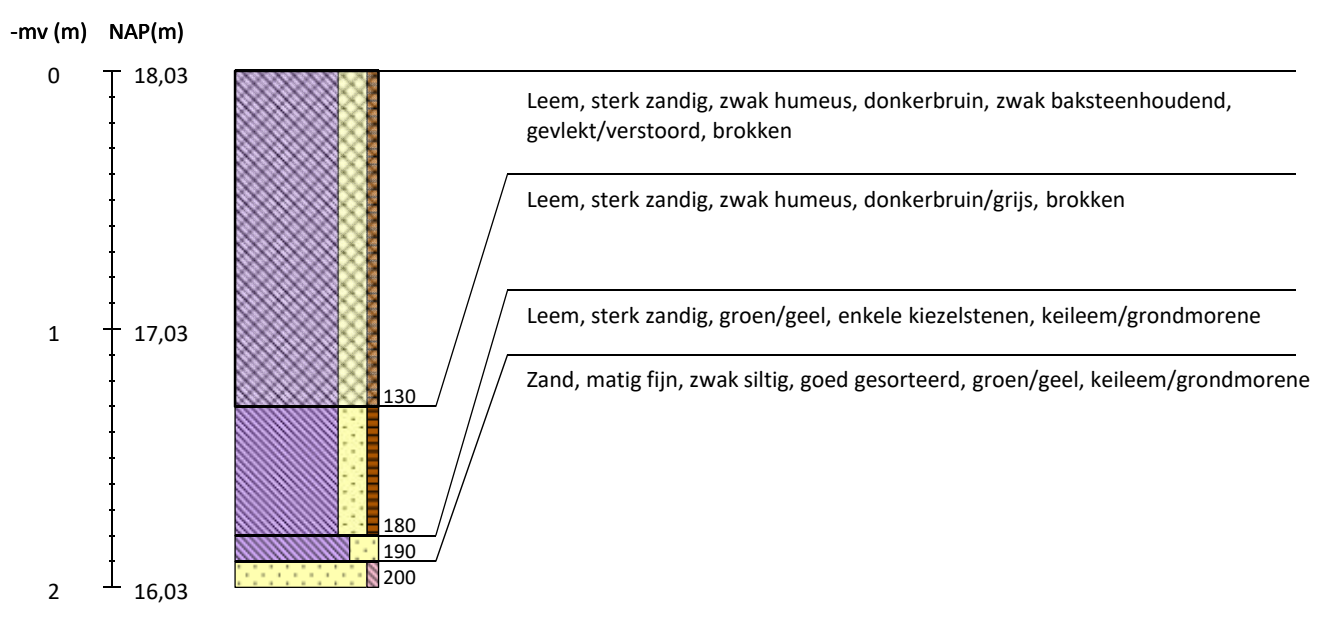 -mv (m) NAP(m)
0 18,03
Leem, sterk zandig, zwak humeus, donkerbruin, zwak baksteenhoudend,
gevlekt/verstoord, brokken
Leem, sterk zandig, zwak humeus, donkerbruin/grijs, brokken
Leem, sterk zandig, groen/geel, enkele kiezelstenen, keileem/grondmorene
1 17,03
Zand, matig fijn, zwak siltig, goed gesorteerd, groen/geel, keileem/grondmorene
130
180
190
200
2 16,03